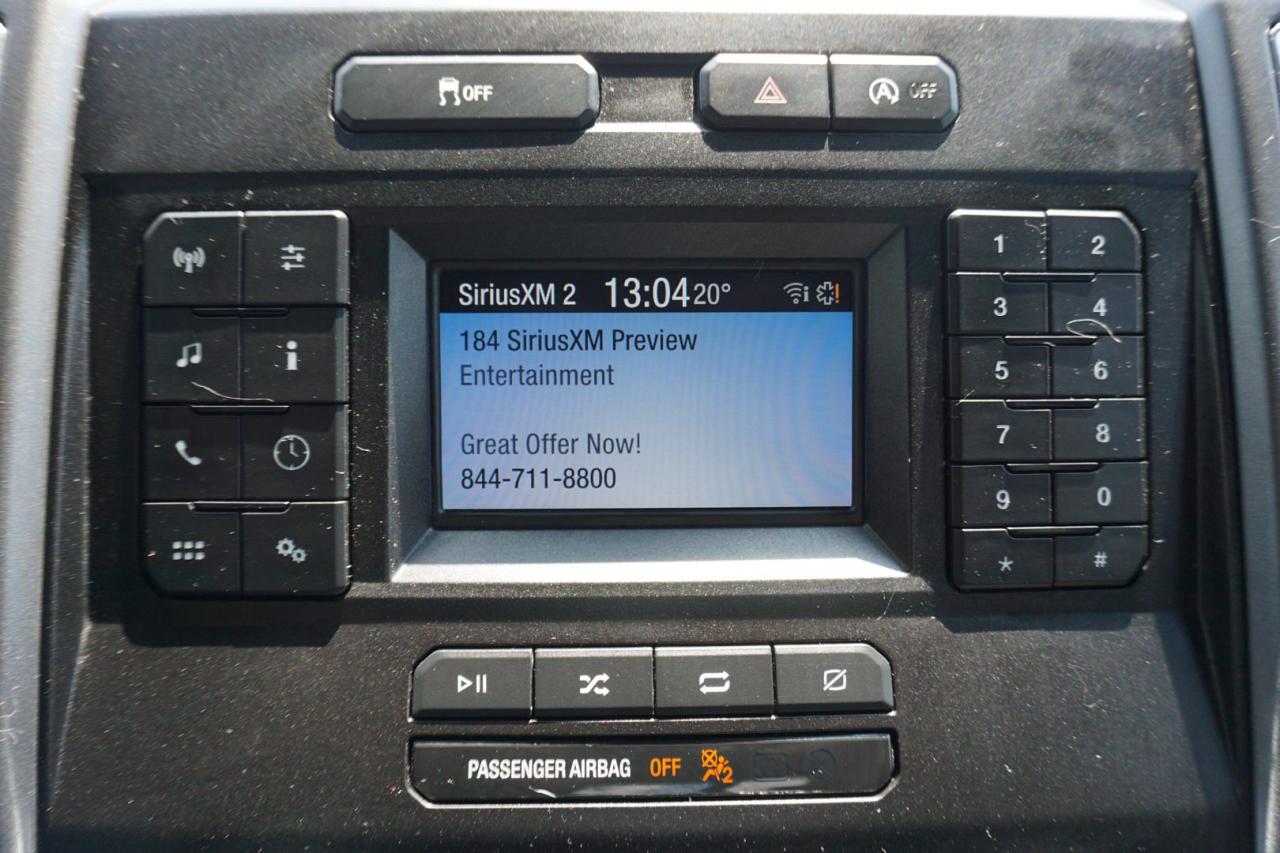 OFF
A OFF
SiriusXM 2 13:04 20°
184 SiriusXM Preview
Entertainment
Great Offer Now!
844-711-8800
i
1 2
3 4
5 6
7 8
9 0
* #
PASSENGER AIRBAG OFF 2